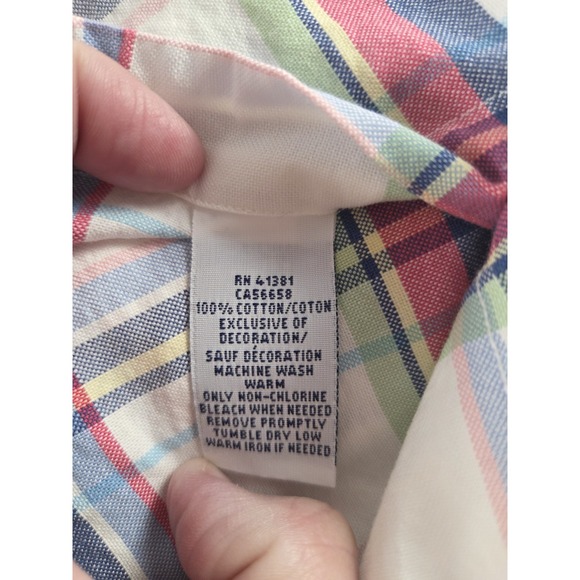 RN 41381
CA56658
100% COTTON/COTON
EXCLUSIVE OF
DECORATION/
SAUF DÉCORATION
MACHINE WASH
WARM
ONLY NON-CHLORINE
BLEACH WHEN NEEDED
REMOVE PROMPTLY
TUMBLE DRY LOW
WARM IRON IF NEEDED